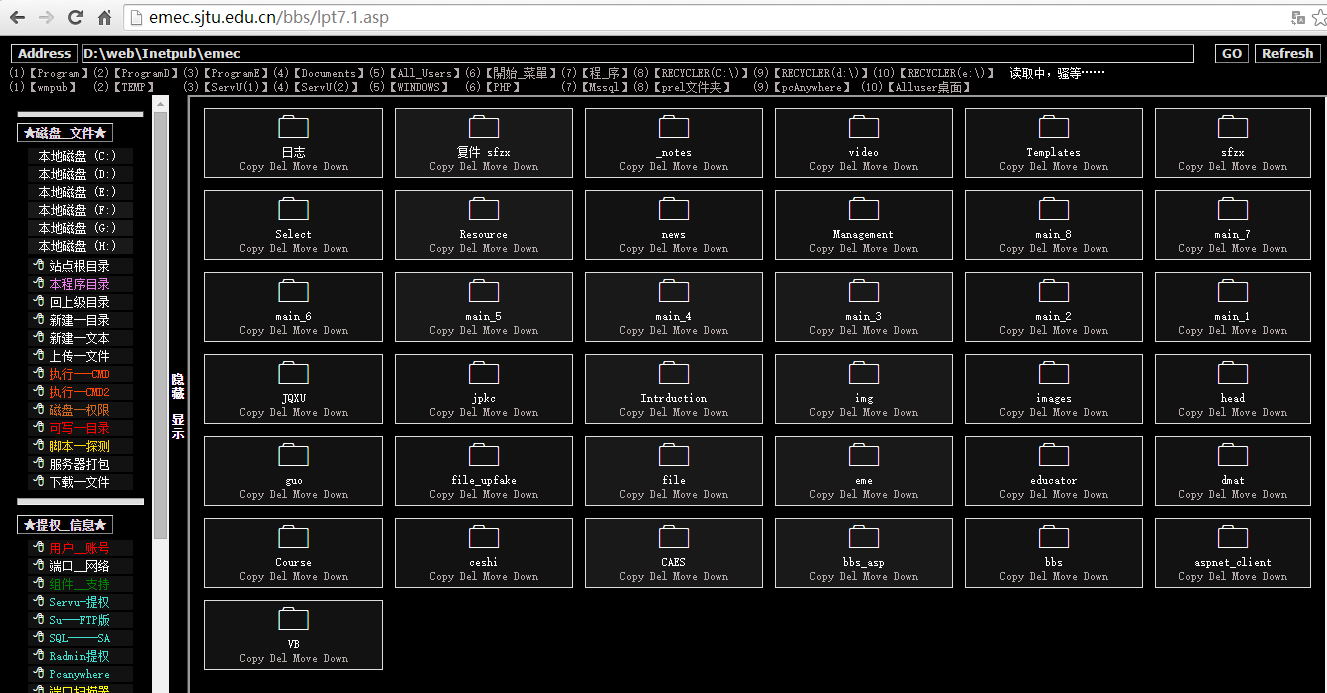 emec.sjtu.edu.cn/bbs/lpt7.1.asp
Address D:\web\Inetpub\emec GO Refresh
(1)【Program】(2)【ProgramD】(3)【ProgramE】(4)【Documents】(5)【All_Users】(6)【開始_菜單】(7)【程_序】(8)【RECYCLER(C:\)】(9)【RECYCLER(d:\)】(10)【RECYCLER(e:\)】 读取中，骚等……
(1)【wmpub】 (2)【TEMP】 (3)【ServU(1)】(4)【ServU(2)】 (5)【WINDOWS】 (6)【PHP】 (7)【Mssql】(8)【prel文件夹】 (9)【pcAnywhere】 (10)【Alluser桌面】
★磁盘__文件★
本地磁盘 (C:)
本地磁盘 (D:)
本地磁盘 (E:)
本地磁盘 (F:)
本地磁盘 (G:)
本地磁盘 (H:)
站点根目录
本程序目录
回上级目录
新建—目录
新建—文本
上传—文件
执行——CMD
执行—CMD2
磁盘—权限
可写—目录
脚本—探测
服务器打包
下载—文件
★提权__信息★
用户__账号
端口__网络
组件__支持
Servu-提权
Su——FTP版
SQL———SA
Radmin提权
Pcanywhere
端口扫描器
隐藏
显示
日志 复件 sfzx _notes video Templates sfzx
Copy Del Move Down Copy Del Move Down Copy Del Move Down Copy Del Move Down Copy Del Move Down Copy Del Move Down
Select Resource news Management main_8 main_7
Copy Del Move Down Copy Del Move Down Copy Del Move Down Copy Del Move Down Copy Del Move Down Copy Del Move Down
main_6 main_5 main_4 main_3 main_2 main_1
Copy Del Move Down Copy Del Move Down Copy Del Move Down Copy Del Move Down Copy Del Move Down Copy Del Move Down
JQXU jpkc Intrduction img images head
Copy Del Move Down Copy Del Move Down Copy Del Move Down Copy Del Move Down Copy Del Move Down Copy Del Move Down
guo file_upfake file eme educator dmat
Copy Del Move Down Copy Del Move Down Copy Del Move Down Copy Del Move Down Copy Del Move Down Copy Del Move Down
Course ceshi CAES bbs_asp bbs aspnet_client
Copy Del Move Down Copy Del Move Down Copy Del Move Down Copy Del Move Down Copy Del Move Down Copy Del Move Down
VB
Copy Del Move Down